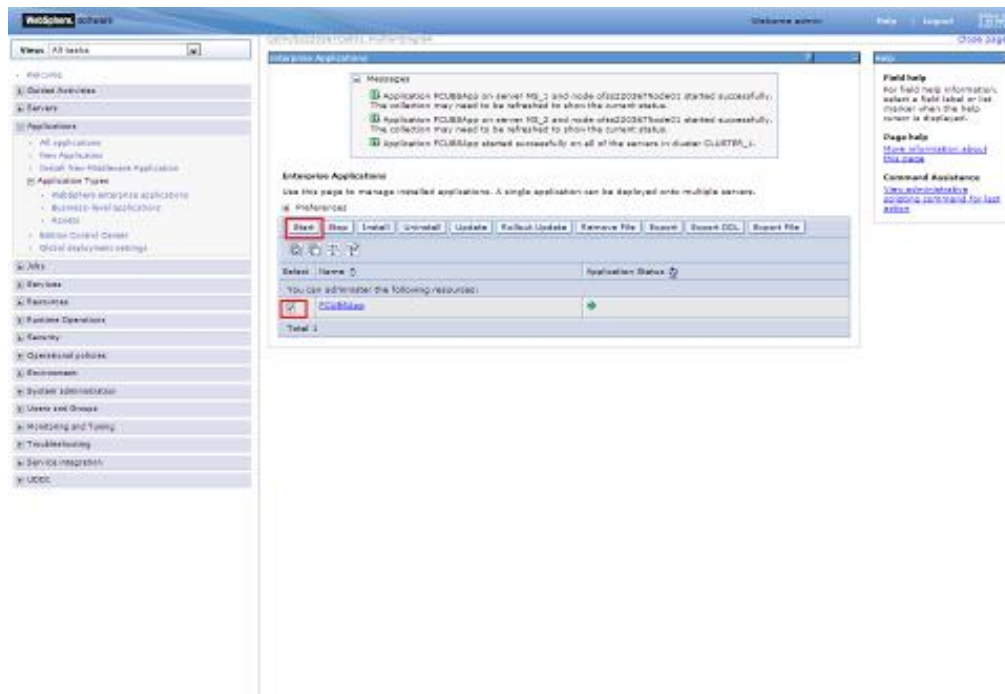 WebSphere. software
Welcome admin
Help | Logout
View: All tasks
Close page
Welcome
Guided Activities
Servers
Applications
All applications
New Application
Install New Middleware Application
Application Types
WebSphere enterprise applications
Business-level applications
Assets
Edition Control Center
Global deployment settings
Jobs
Services
Resources
Runtime Operations
Security
Operational policies
Environment
System administration
Users and Groups
Monitoring and Tuning
Troubleshooting
Service integration
UDDI
Enterprise Applications
Messages
Application FCUBSApp on server MS_1 and node started successfully.
The collection may need to be refreshed to show the current status.
Application FCUBSApp on server MS_2 and node started successfully.
The collection may need to be refreshed to show the current status.
Application FCUBSApp started successfully on all of the servers in cluster CLUSTER_1.
Enterprise Applications
Use this page to manage installed applications. A single application can be deployed onto multiple servers.
Preferences
Start Stop Install Uninstall Update Rollout Update Remove File Export Export DDL Export File
Select Name Application Status
You can administer the following resources:
FCUBSApp
Total 1
Help
Field help
For field help information,
select a field label or list
marker when the help
cursor is displayed.
Page help
More information about
this page
Command Assistance
View administrative
scripting command for last
action